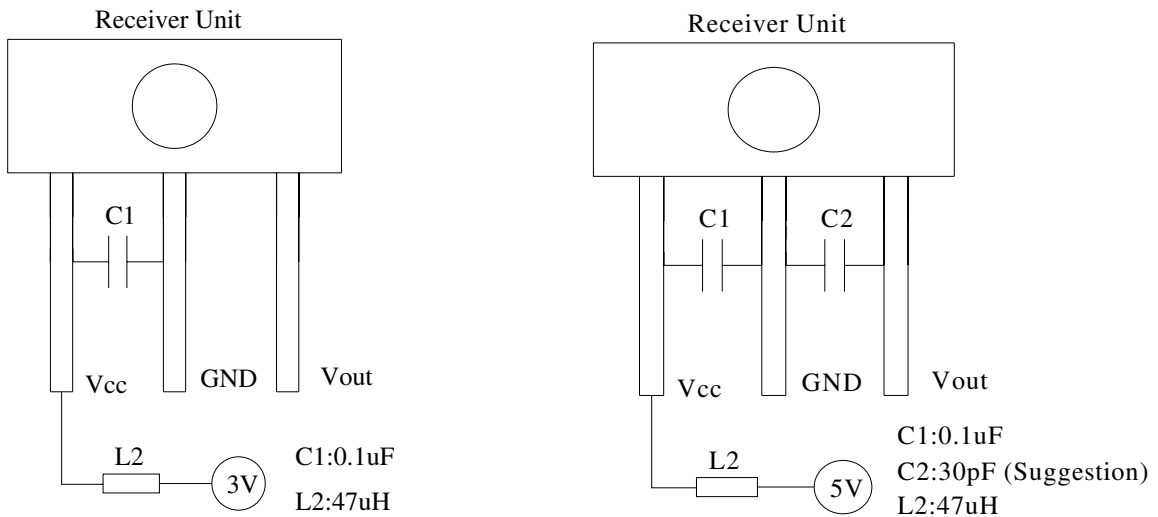 Receiver Unit
C1
Vcc
GND
Vout
L2
3V
C1:0.1uF
L2:47uH
Receiver Unit
C1
C2
Vcc
GND
Vout
L2
5V
C1:0.1uF
C2:30pF (Suggestion)
L2:47uH